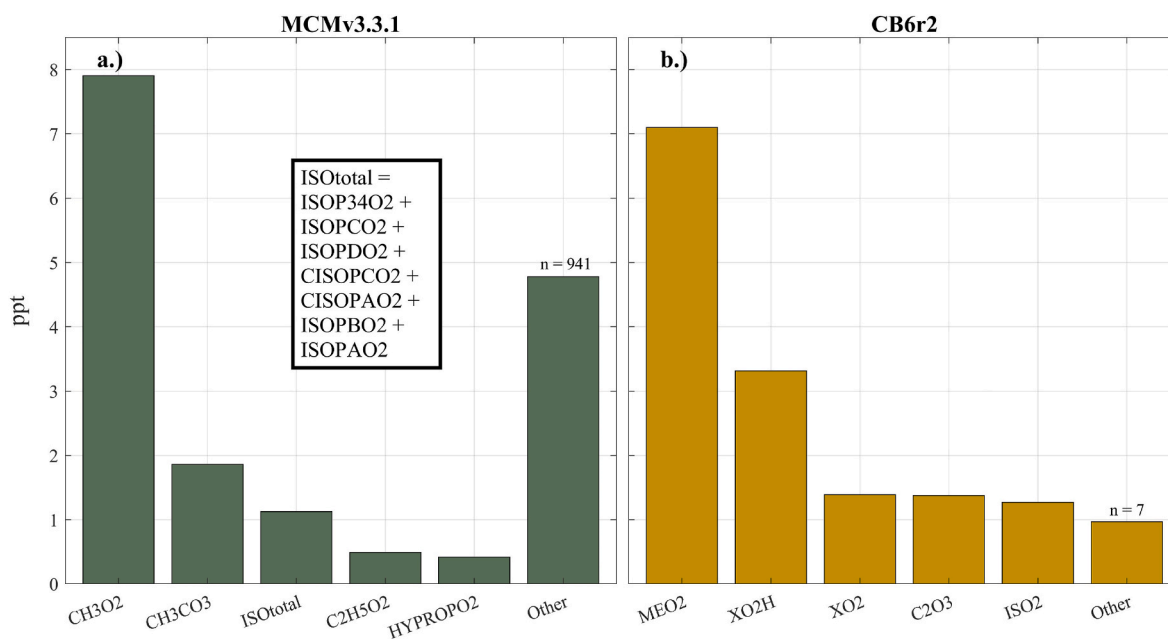 MCMv3.3.1
a.)
ppt
8
7
6
5
4
3
2
1
0
ISOtotal =
ISOP34O2 +
ISOPCO2 +
ISOPDO2 +
CISOPCO2 +
CISOPAO2 +
ISOPBO2 +
ISOPAO2
n = 941
CH3O2
CH3CO3
ISOtotal
C2H5O2
HYPROPO2
Other
CB6r2
b.)
n = 7
MEO2
XO2H
XO2
C2O3
ISO2
Other